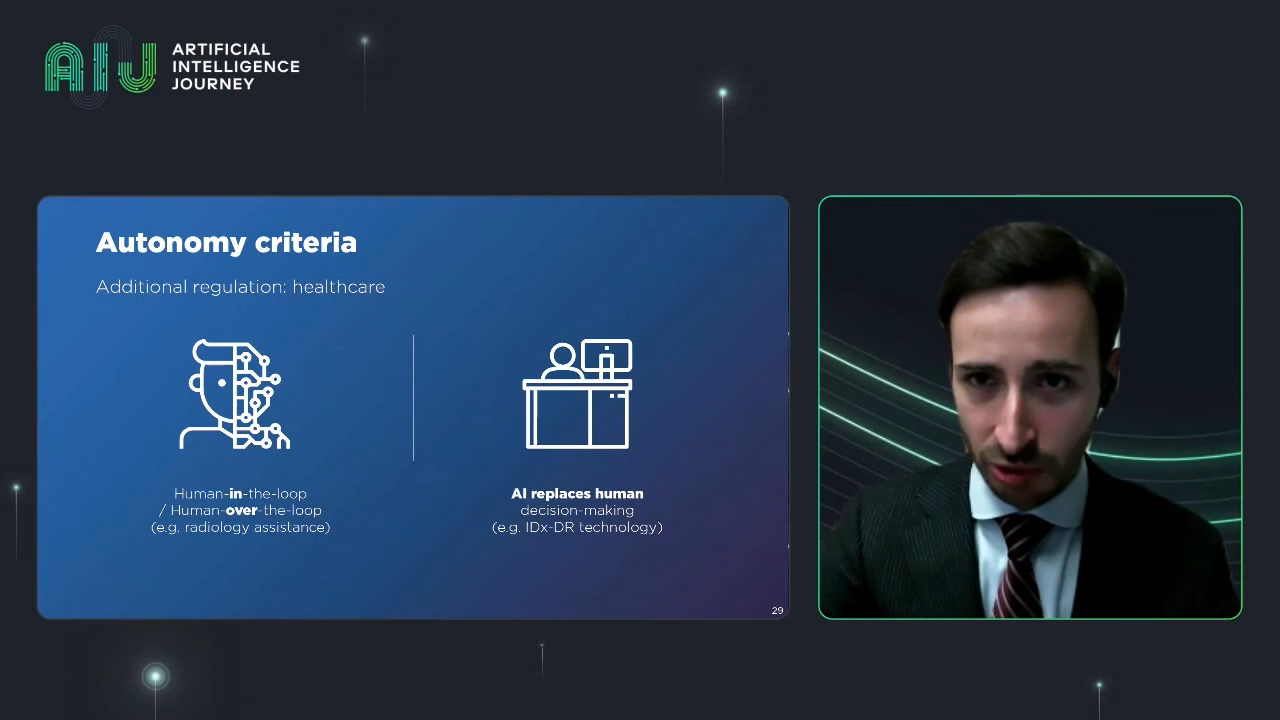 ARTIFICIAL
INTELLIGENCE
JOURNEY
Autonomy criteria
Additional regulation: healthcare
Human-in-the-loop
/ Human-over-the-loop
(e.g. radiology assistance)
AI replaces human
decision-making
(e.g. IDx-DR technology)
29